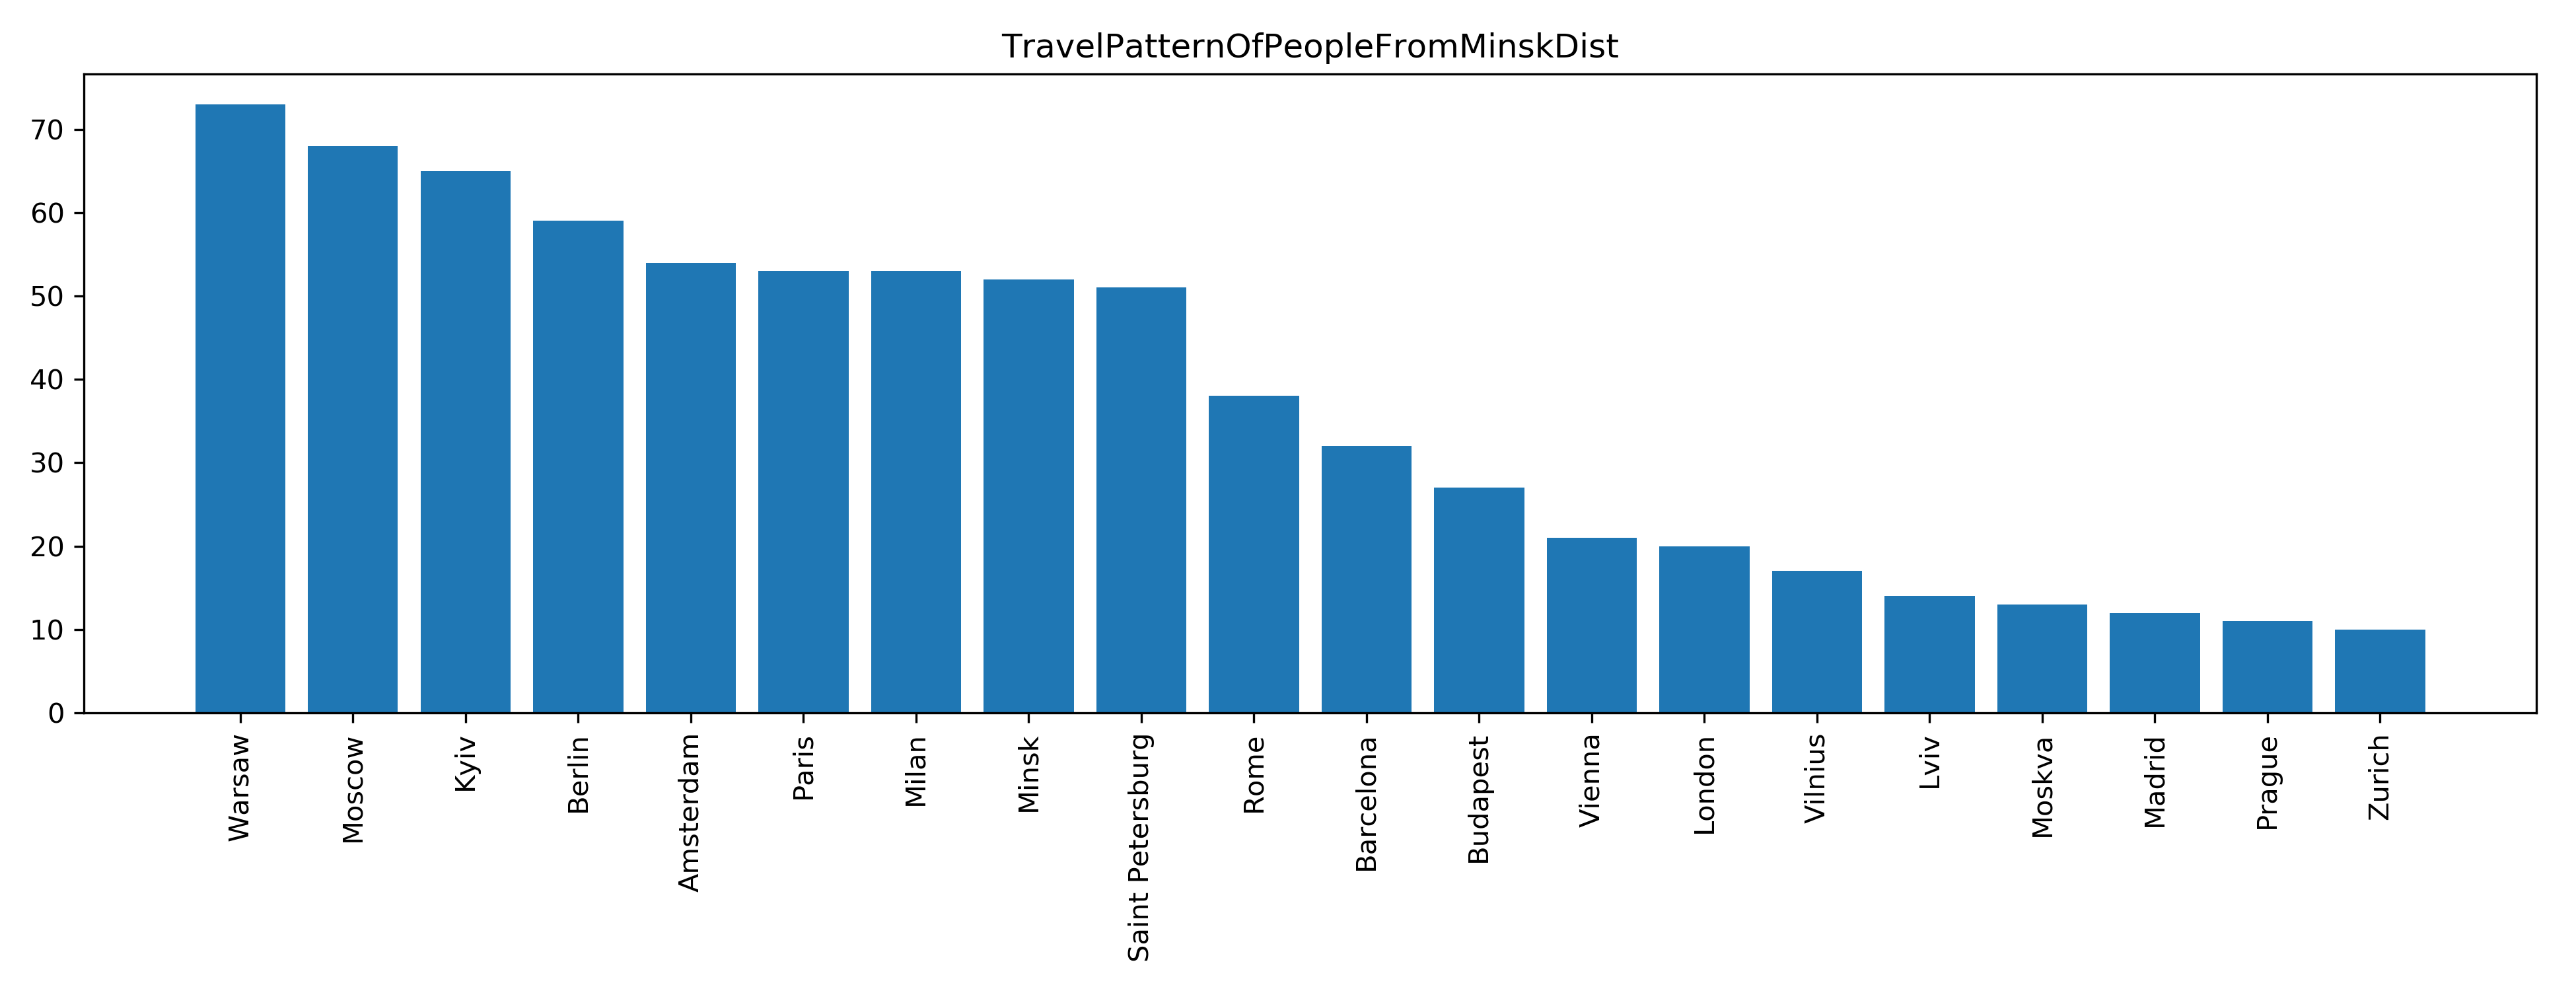 TravelPatternOfPeopleFromMinskDist
70
60
50
40
30
20
10
0
Warsaw
Moscow
Kyiv
Berlin
Amsterdam
Paris
Milan
Minsk
Saint Petersburg
Rome
Barcelona
Budapest
Vienna
London
Vilnius
Lviv
Moskva
Madrid
Prague
Zurich